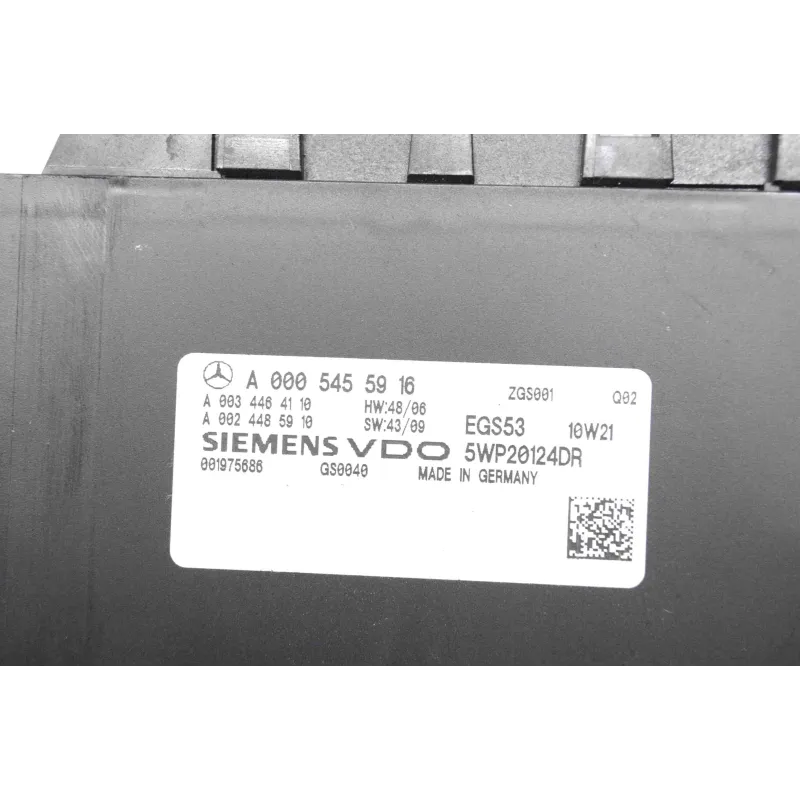 A 000 545 59 16 ZGS001 Q02
A 003 446 41 10 HW:48/06
A 002 448 59 10 SW:43/09 EGS53 10W21
SIEMENS VDO 5WP20124DR
001975686 GS0040 MADE IN GERMANY